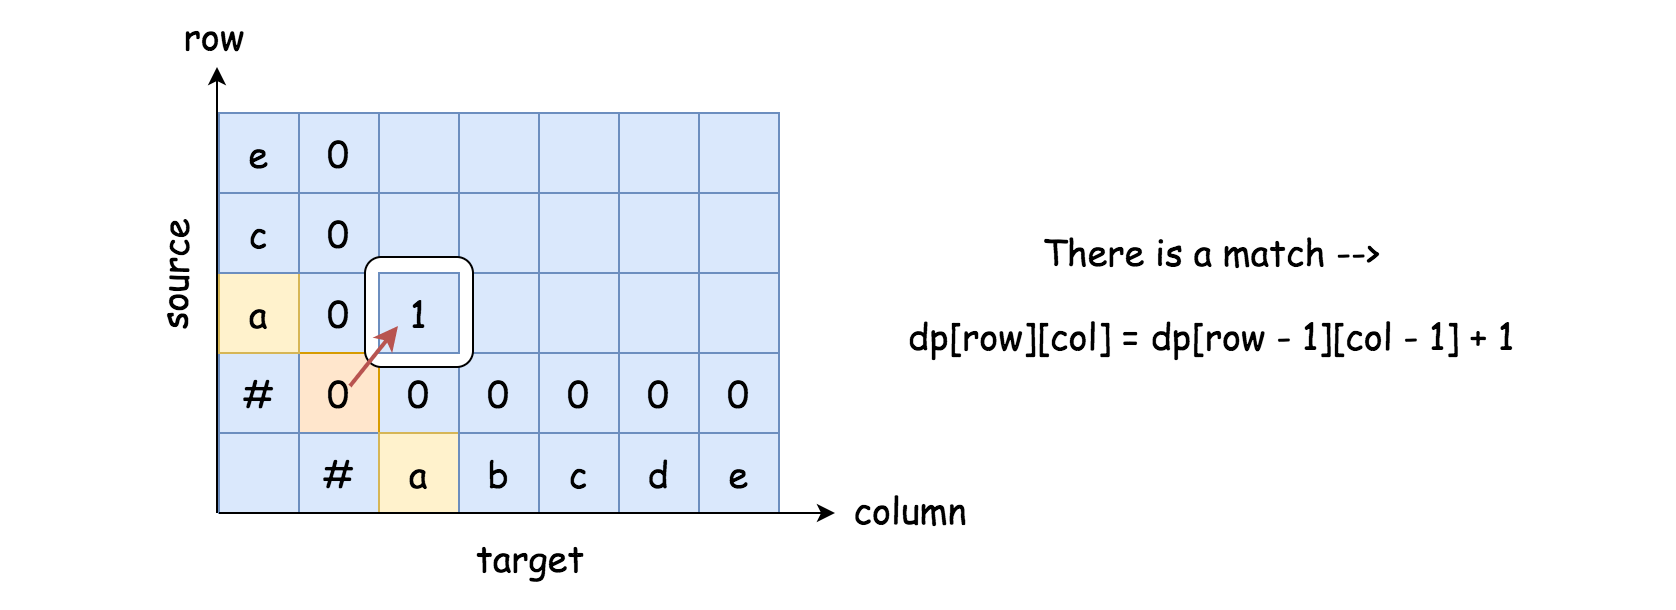 row
e 0
c 0
a 0 1
# 0 0 0 0 0 0
# a b c d e
source
column
target
There is a match -->
dp[row][col] = dp[row - 1][col - 1] + 1